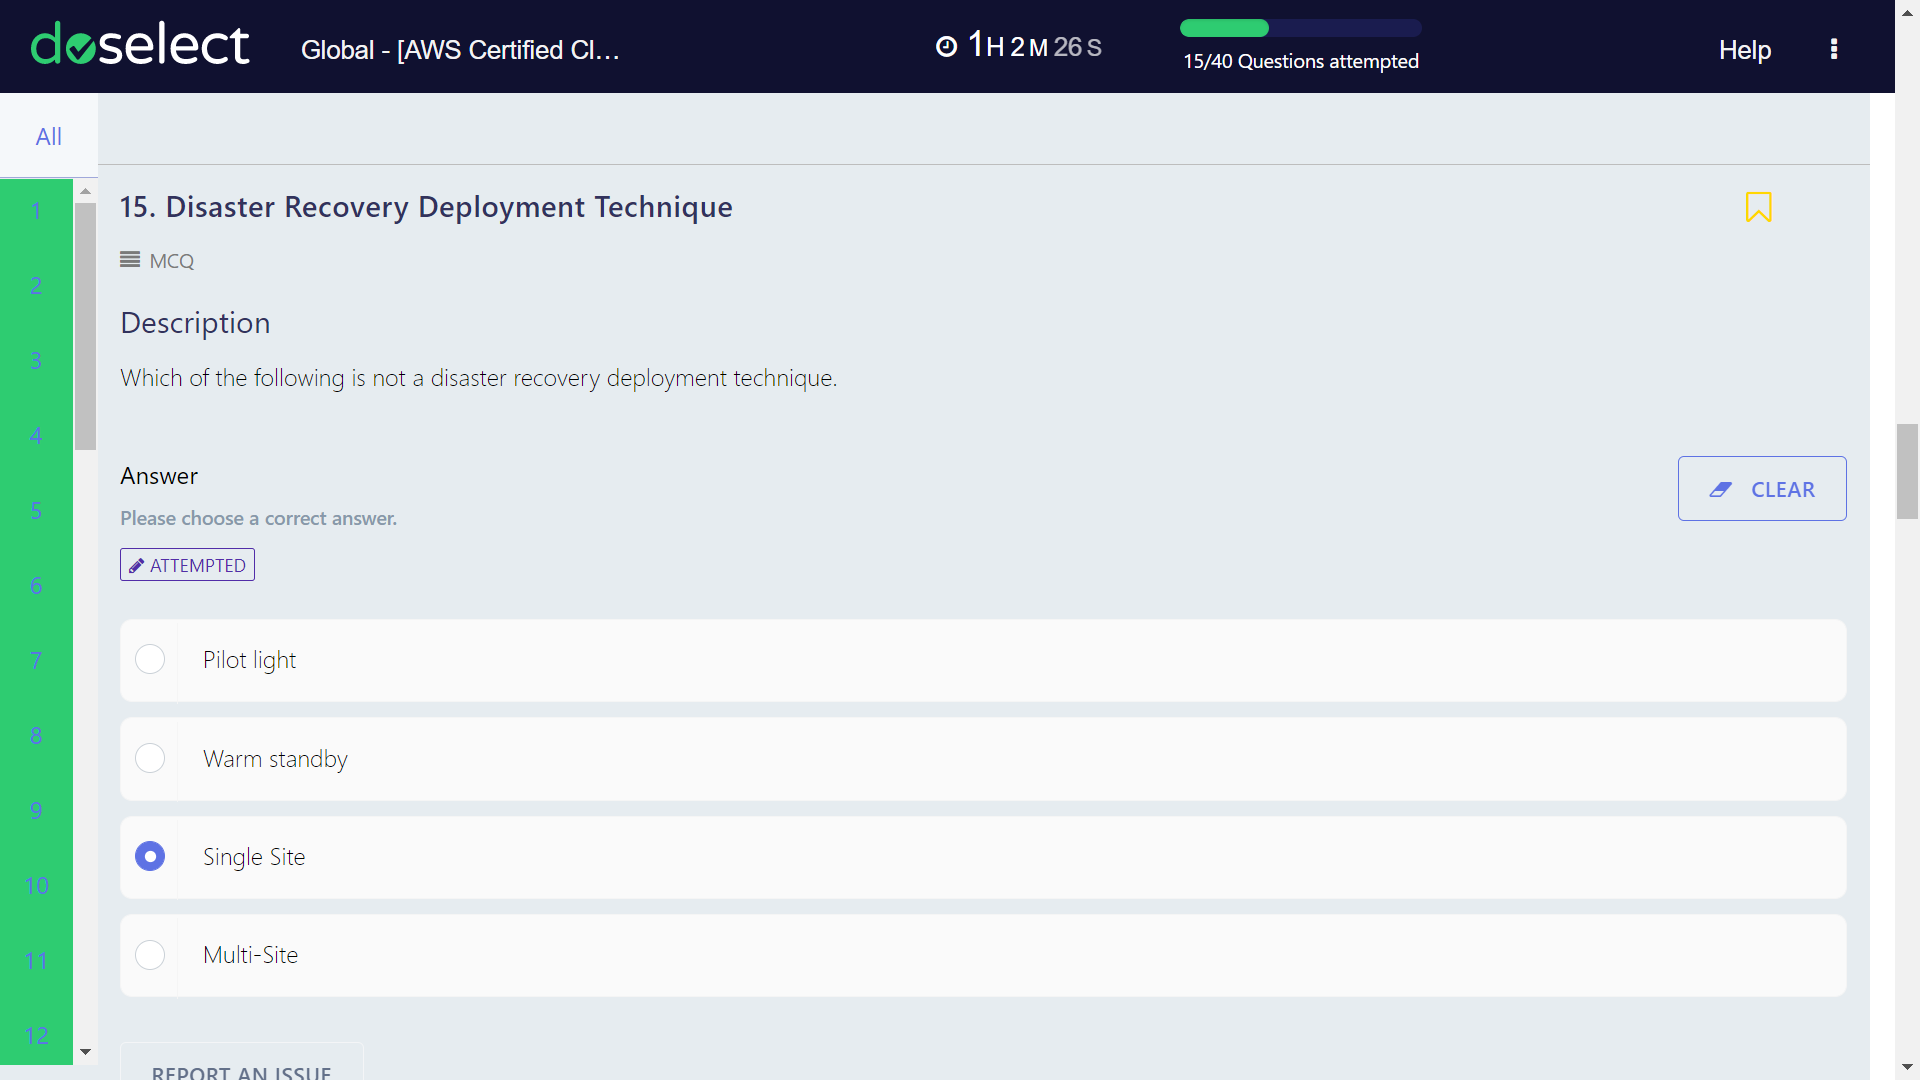 doselect
Global - [AWS Certified Cl...
1H 2M 26S
15/40 Questions attempted
Help
All
1
2
3
4
5
6
7
8
9
10
11
12
15. Disaster Recovery Deployment Technique
MCQ
Description
Which of the following is not a disaster recovery deployment technique.
Answer
Please choose a correct answer.
CLEAR
ATTEMPTED
Pilot light
Warm standby
Single Site
Multi-Site
REPORT AN ISSUE